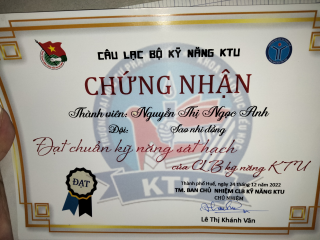 CÂU LẠC BỘ KỸ NĂNG KTU
CHỨNG NHẬN
Thành viên: Nguyễn Thị Ngọc Ánh
Đội: Sao nhi đồng
Đạt chuẩn kỹ năng sát hạch
của CLB kỹ năng KTU
ĐẠT
Thành phố Huế, ngày 24 tháng 12 năm 2022
TM. BAN CHỦ NHIỆM CLB KỸ NĂNG KTU
CHỦ NHIỆM
Lê Thị Khánh Vân